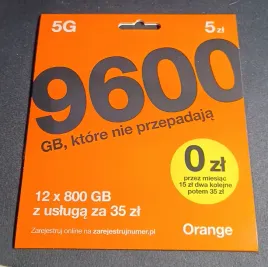 5G 5 zł
9600
GB, które nie przepadają
0 zł
przez miesiąc
15 zł dwa kolejne
potem 35 zł
12 x 800 GB
z usługą za 35 zł
Zarejestruj online na zarejestrujnumer.pl
Orange